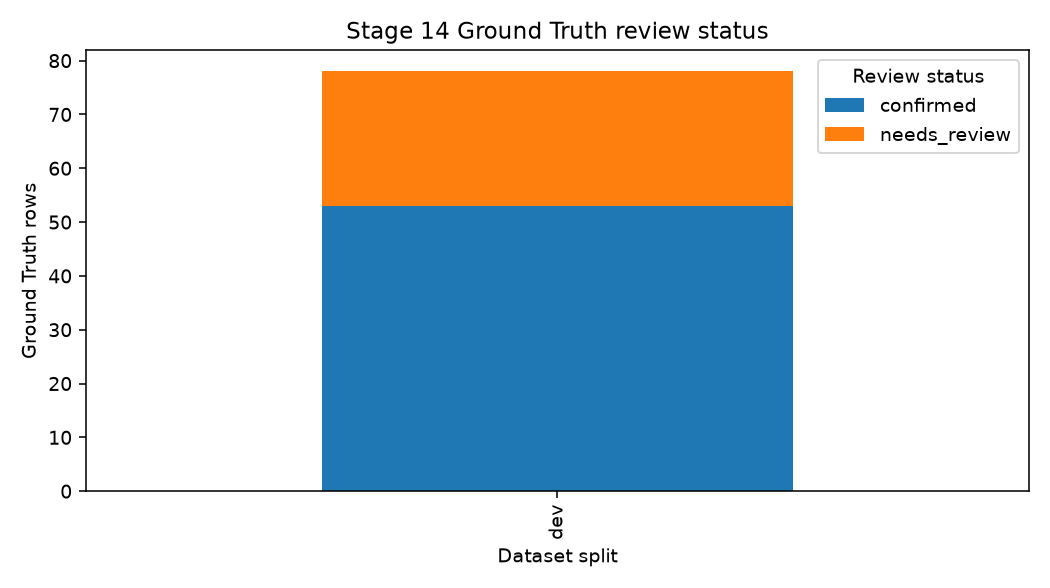 Stage 14 Ground Truth review status
Review status
confirmed
needs_review
Ground Truth rows
80
70
60
50
40
30
20
10
0
dev
Dataset split